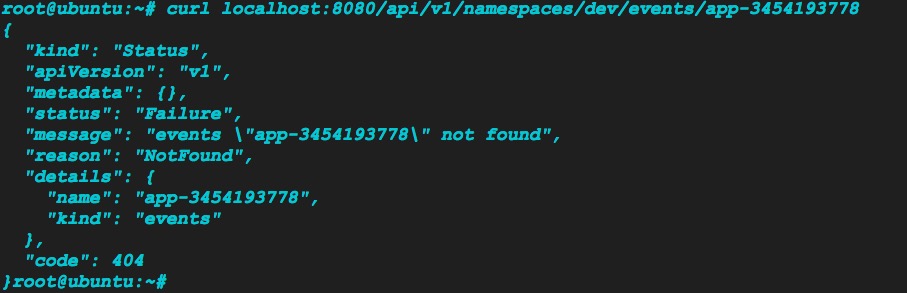 root@ubuntu:~# curl localhost:8080/api/v1/namespaces/dev/events/app-3454193778
{
  "kind": "Status",
  "apiVersion": "v1",
  "metadata": {},
  "status": "Failure",
  "message": "events \"app-3454193778\" not found",
  "reason": "NotFound",
  "details": {
    "name": "app-3454193778",
    "kind": "events"
  },
  "code": 404
}root@ubuntu:~#